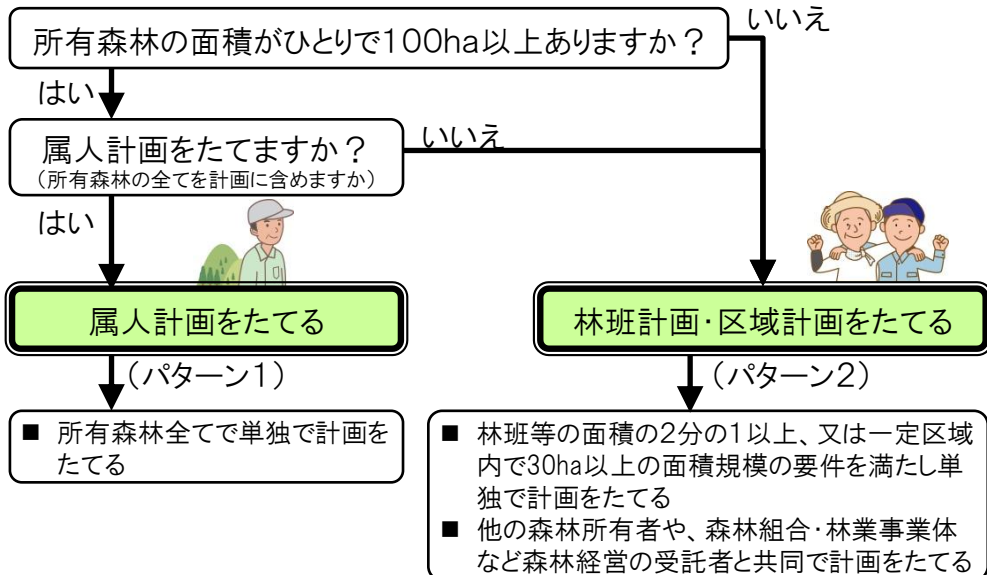 所有森林の面積がひとりで100ha以上ありますか?
いいえ
はい
属人計画をたてますか?
(所有森林の全てを計画に含めますか)
いいえ
はい
属人計画をたてる
林班計画・区域計画をたてる
(パターン1)
(パターン2)
■ 所有森林全てで単独で計画を
たてる
■ 林班等の面積の2分の1以上、又は一定区域
内で30ha以上の面積規模の要件を満たし単
独で計画をたてる
■ 他の森林所有者や、森林組合・林業事業体
など森林経営の受託者と共同で計画をたてる